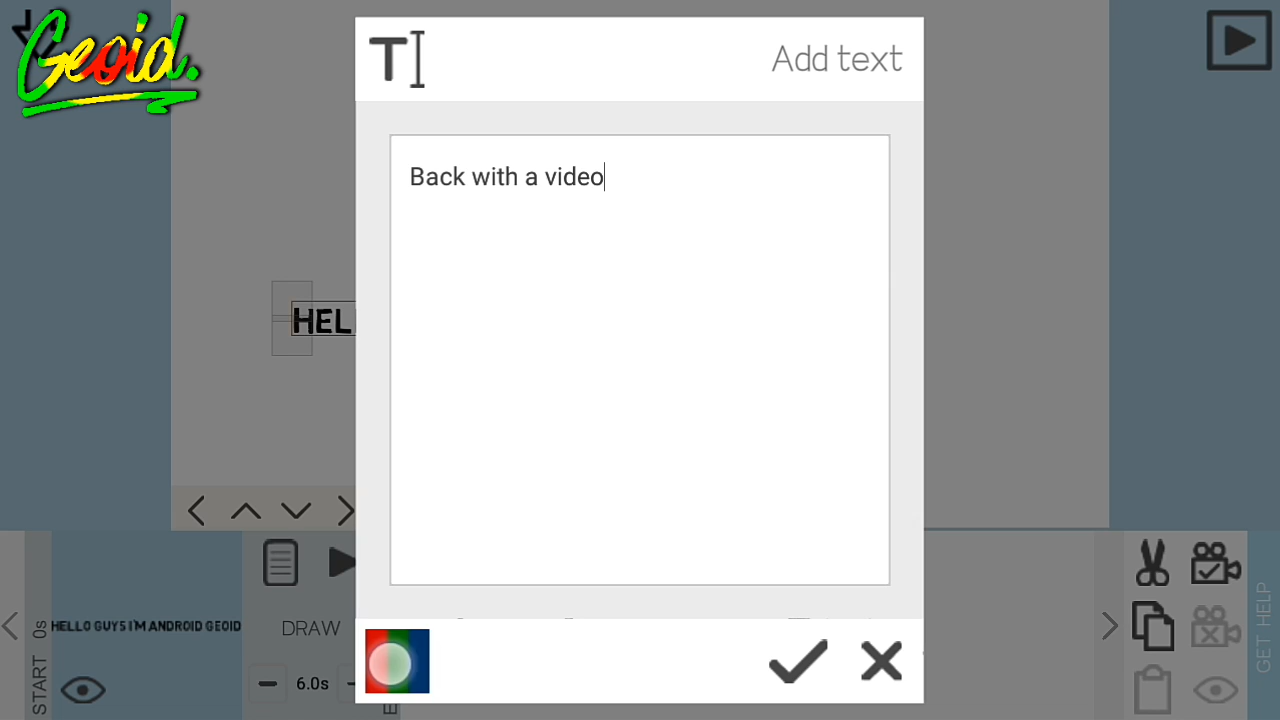 Geoid.
Add text
Back with a video
HEL
START 0s
HELLO GUYS I'M ANDROID GEOID
DRAW
6.0s
GET HELP